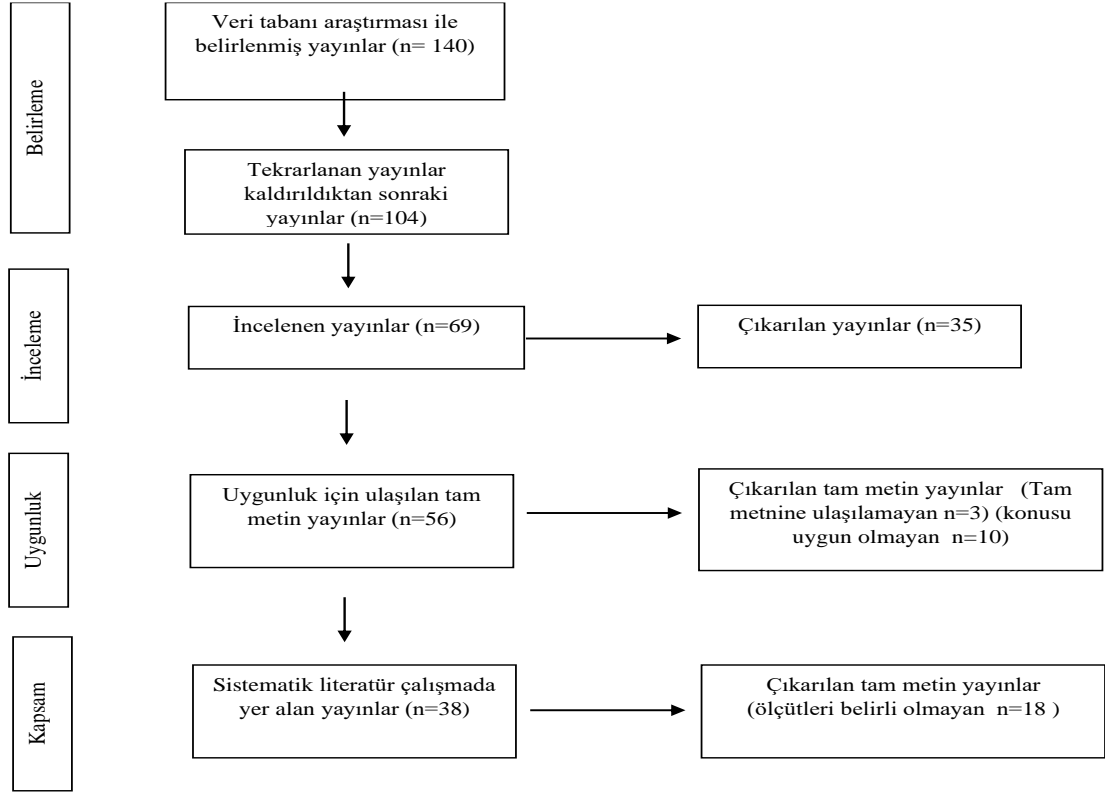 Belirleme
Veri tabanı araştırması ile
belirlenmiş yayınlar (n= 140)
Tekrarlanan yayınlar
kaldırıldıktan sonraki
yayınlar (n=104)
İnceleme
İncelenen yayınlar (n=69)
Çıkarılan yayınlar (n=35)
Uygunluk
Uygunluk için ulaşılan tam
metin yayınlar (n=56)
Çıkarılan tam metin yayınlar (Tam
metnine ulaşılamayan n=3) (konusu
uygun olmayan n=10)
Kapsam
Sistematik literatür çalışmada
yer alan yayınlar (n=38)
Çıkarılan tam metin yayınlar
(ölçütleri belirli olmayan n=18 )